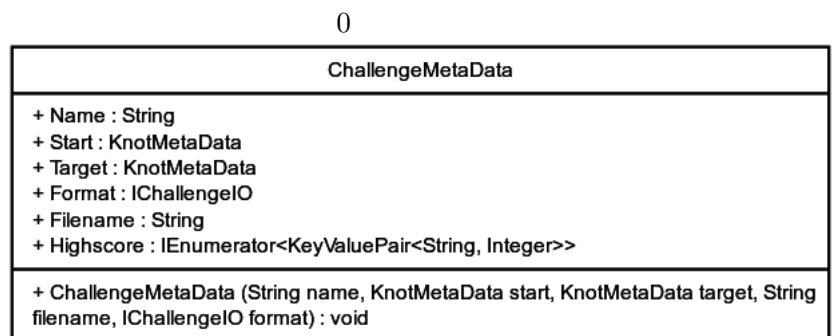 0
ChallengeMetaData
+ Name : String
+ Start : KnotMetaData
+ Target : KnotMetaData
+ Format : IChallengeIO
+ Filename : String
+ Highscore : IEnumerator<KeyValuePair<String, Integer>>
+ ChallengeMetaData (String name, KnotMetaData start, KnotMetaData target, String
filename, IChallengeIO format) : void